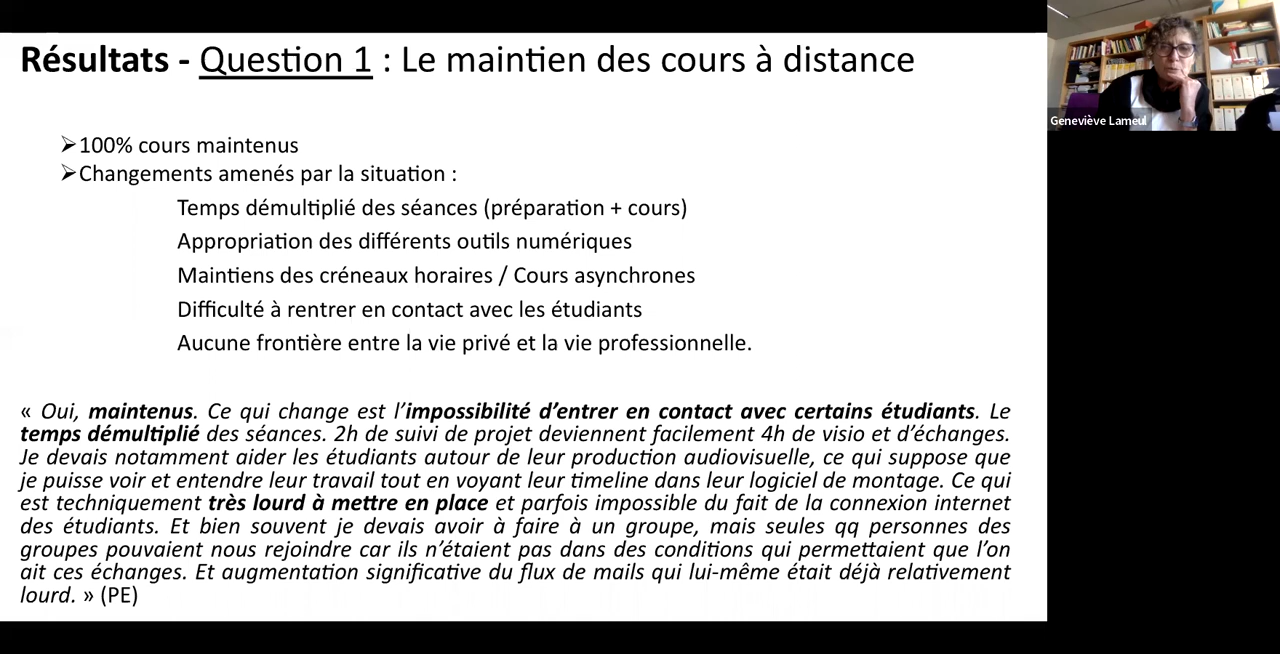 Résultats - Question 1 : Le maintien des cours à distance
Geneviève Lameul
➢100% cours maintenus
➢Changements amenés par la situation :
Temps démultiplié des séances (préparation + cours)
Appropriation des différents outils numériques
Maintiens des créneaux horaires / Cours asynchrones
Difficulté à rentrer en contact avec les étudiants
Aucune frontière entre la vie privé et la vie professionnelle.
« Oui, maintenus. Ce qui change est l’impossibilité d’entrer en contact avec certains étudiants. Le
temps démultiplié des séances. 2h de suivi de projet deviennent facilement 4h de visio et d’échanges.
Je devais notamment aider les étudiants autour de leur production audiovisuelle, ce qui suppose que
je puisse voir et entendre leur travail tout en voyant leur timeline dans leur logiciel de montage. Ce qui
est techniquement très lourd à mettre en place et parfois impossible du fait de la connexion internet
des étudiants. Et bien souvent je devais avoir à faire à un groupe, mais seules qq personnes des
groupes pouvaient nous rejoindre car ils n’étaient pas dans des conditions qui permettaient que l’on
ait ces échanges. Et augmentation significative du flux de mails qui lui-même était déjà relativement
lourd. » (PE)